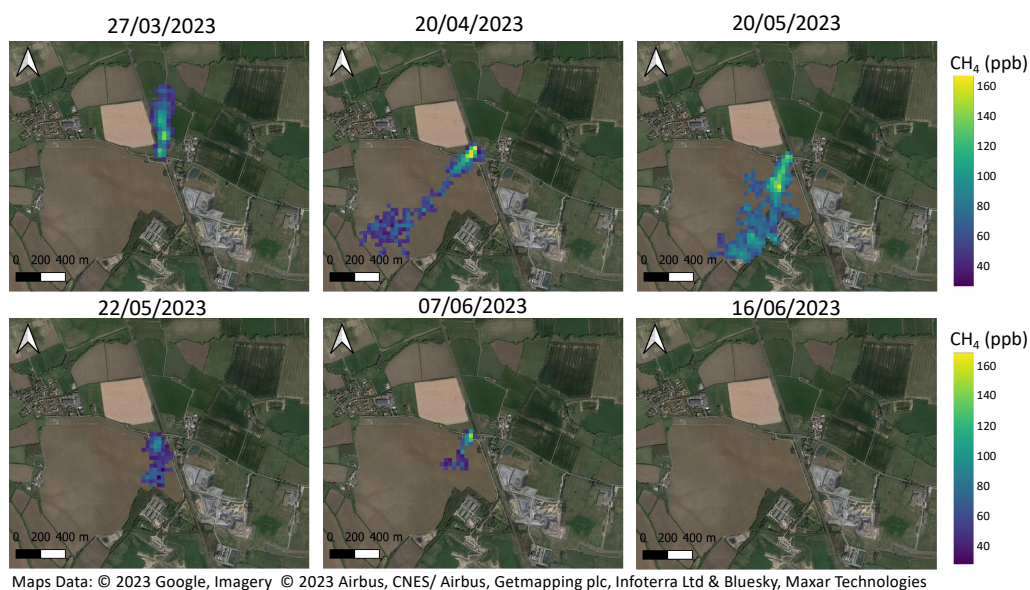 27/03/2023
20/04/2023
20/05/2023
CH₄ (ppb)
160
140
120
100
80
60
40
0 200 400 m
0 200 400 m
0 200 400 m
22/05/2023
07/06/2023
16/06/2023
CH₄ (ppb)
160
140
120
100
80
60
40
0 200 400 m
0 200 400 m
0 200 400 m
Maps Data: © 2023 Google, Imagery © 2023 Airbus, CNES/ Airbus, Getmapping plc, Infoterra Ltd & Bluesky, Maxar Technologies